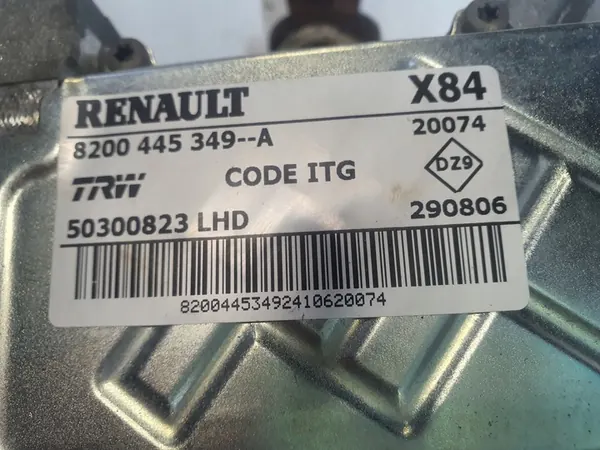 RENAULT X84
8200 445 349--A 20074
TRW CODE ITG DZ9
50300823 LHD 290806
82004453492410620074